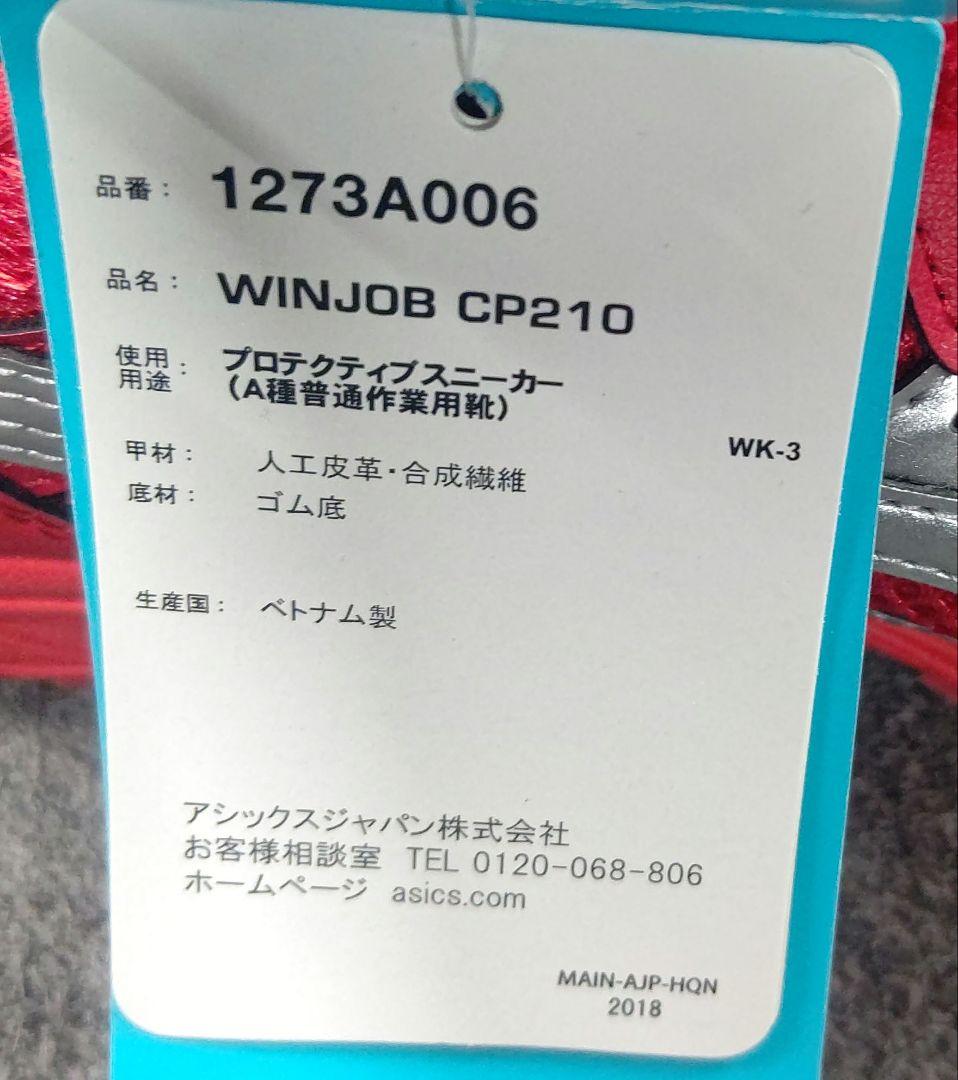 品番： 1273A006
品名： WINJOB CP210
使用用途： プロテクティブスニーカー
（A種普通作業用靴）
WK-3
甲材： 人工皮革・合成繊維
底材： ゴム底
生産国： ベトナム製
アシックスジャパン株式会社
お客様相談室 TEL 0120-068-806
ホームページ asics.com
MAIN-AJP-HQN
2018